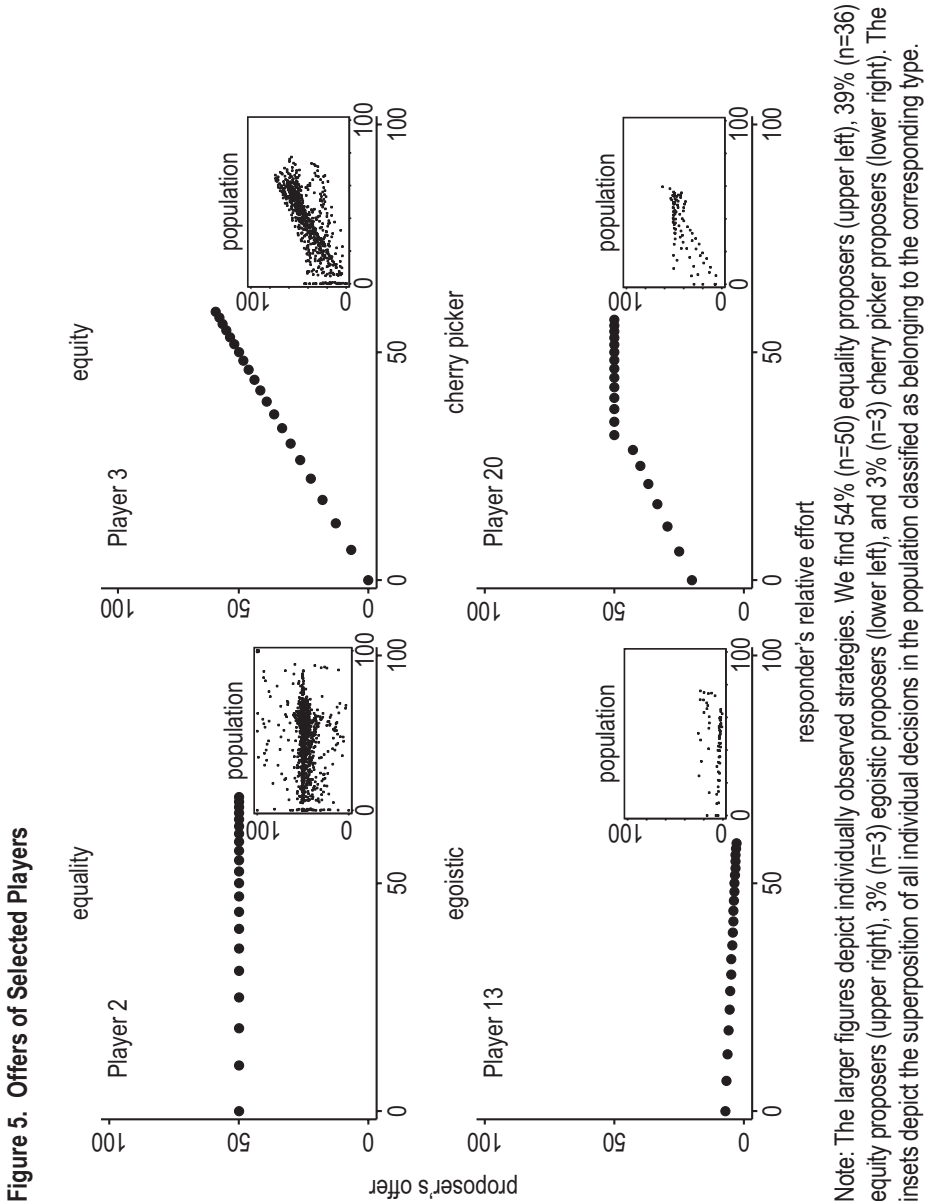 Figure 5. Offers of Selected Players
equality
Player 2
100
50
0
0
50
100
population
100
0
0
100
equity
Player 3
100
50
0
0
50
100
population
100
0
0
100
egoistic
Player 13
100
50
0
0
50
100
population
100
0
0
100
cherry picker
Player 20
100
50
0
0
50
100
population
100
0
0
100
proposer's offer
responder's relative effort
Note: The larger figures depict individually observed strategies. We find 54% (n=50) equality proposers (upper left), 39% (n=36)
equity proposers (upper right), 3% (n=3) egoistic proposers (lower left), and 3% (n=3) cherry picker proposers (lower right). The
insets depict the superposition of all individual decisions in the population classified as belonging to the corresponding type.